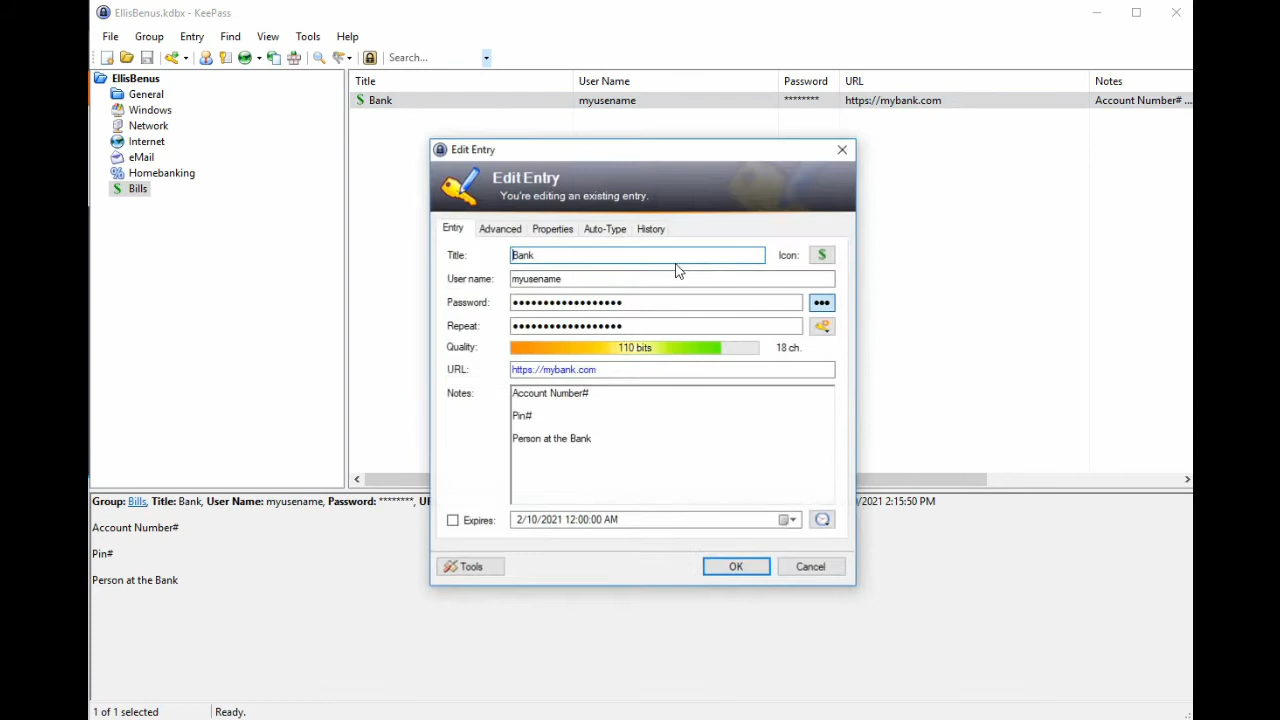 EllisBenus.kdbx - KeePass
File Group Entry Find View Tools Help
Search...
EllisBenus
General
Windows
Network
Internet
eMail
Homebanking
Bills
Title User Name Password URL Notes
Bank myusename ******** https://mybank.com Account Number# ...
Edit Entry
Edit Entry
You're editing an existing entry.
Entry Advanced Properties Auto-Type History
Title: Bank Icon:
User name: myusename
Password: ••••••••••••••••••
Repeat: ••••••••••••••••••
Quality: 110 bits 18 ch.
URL: https://mybank.com
Notes: Account Number#
Pin#
Person at the Bank
Expires: 2/10/2021 12:00:00 AM
Tools OK Cancel
Group: Bills, Title: Bank, User Name: myusename, Password: ********, /2021 2:15:50 PM
Account Number#
Pin#
Person at the Bank
1 of 1 selected Ready.